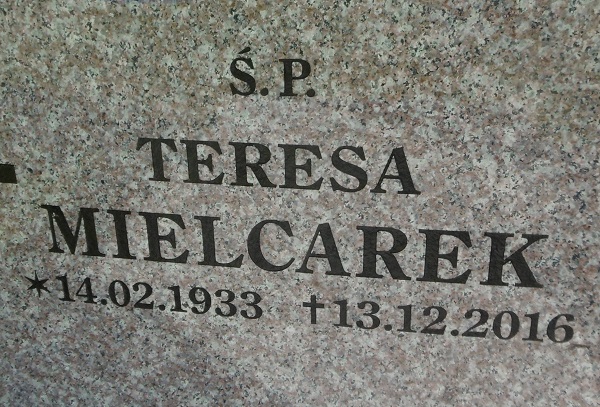 Ś.P.
TERESA
MIELCAREK
*14.02.1933 †13.12.2016